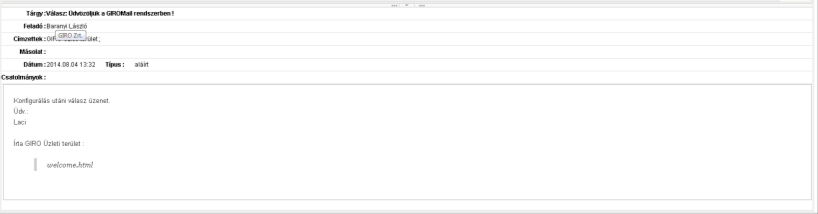 Tárgy : Válasz: Üdvözöljük a GIROMail rendszerben !
Feladó : Baranyi László
GIRO Zrt.
Címzettek : GIRO Üzleti terület ;
Másolat :
Dátum : 2014.08.04 13:32 Típus : aláírt
Csatolmányok :
Konfigurálás utáni válasz üzenet.
Üdv.:
Laci
Írta GIRO Üzleti terület :
welcome.html